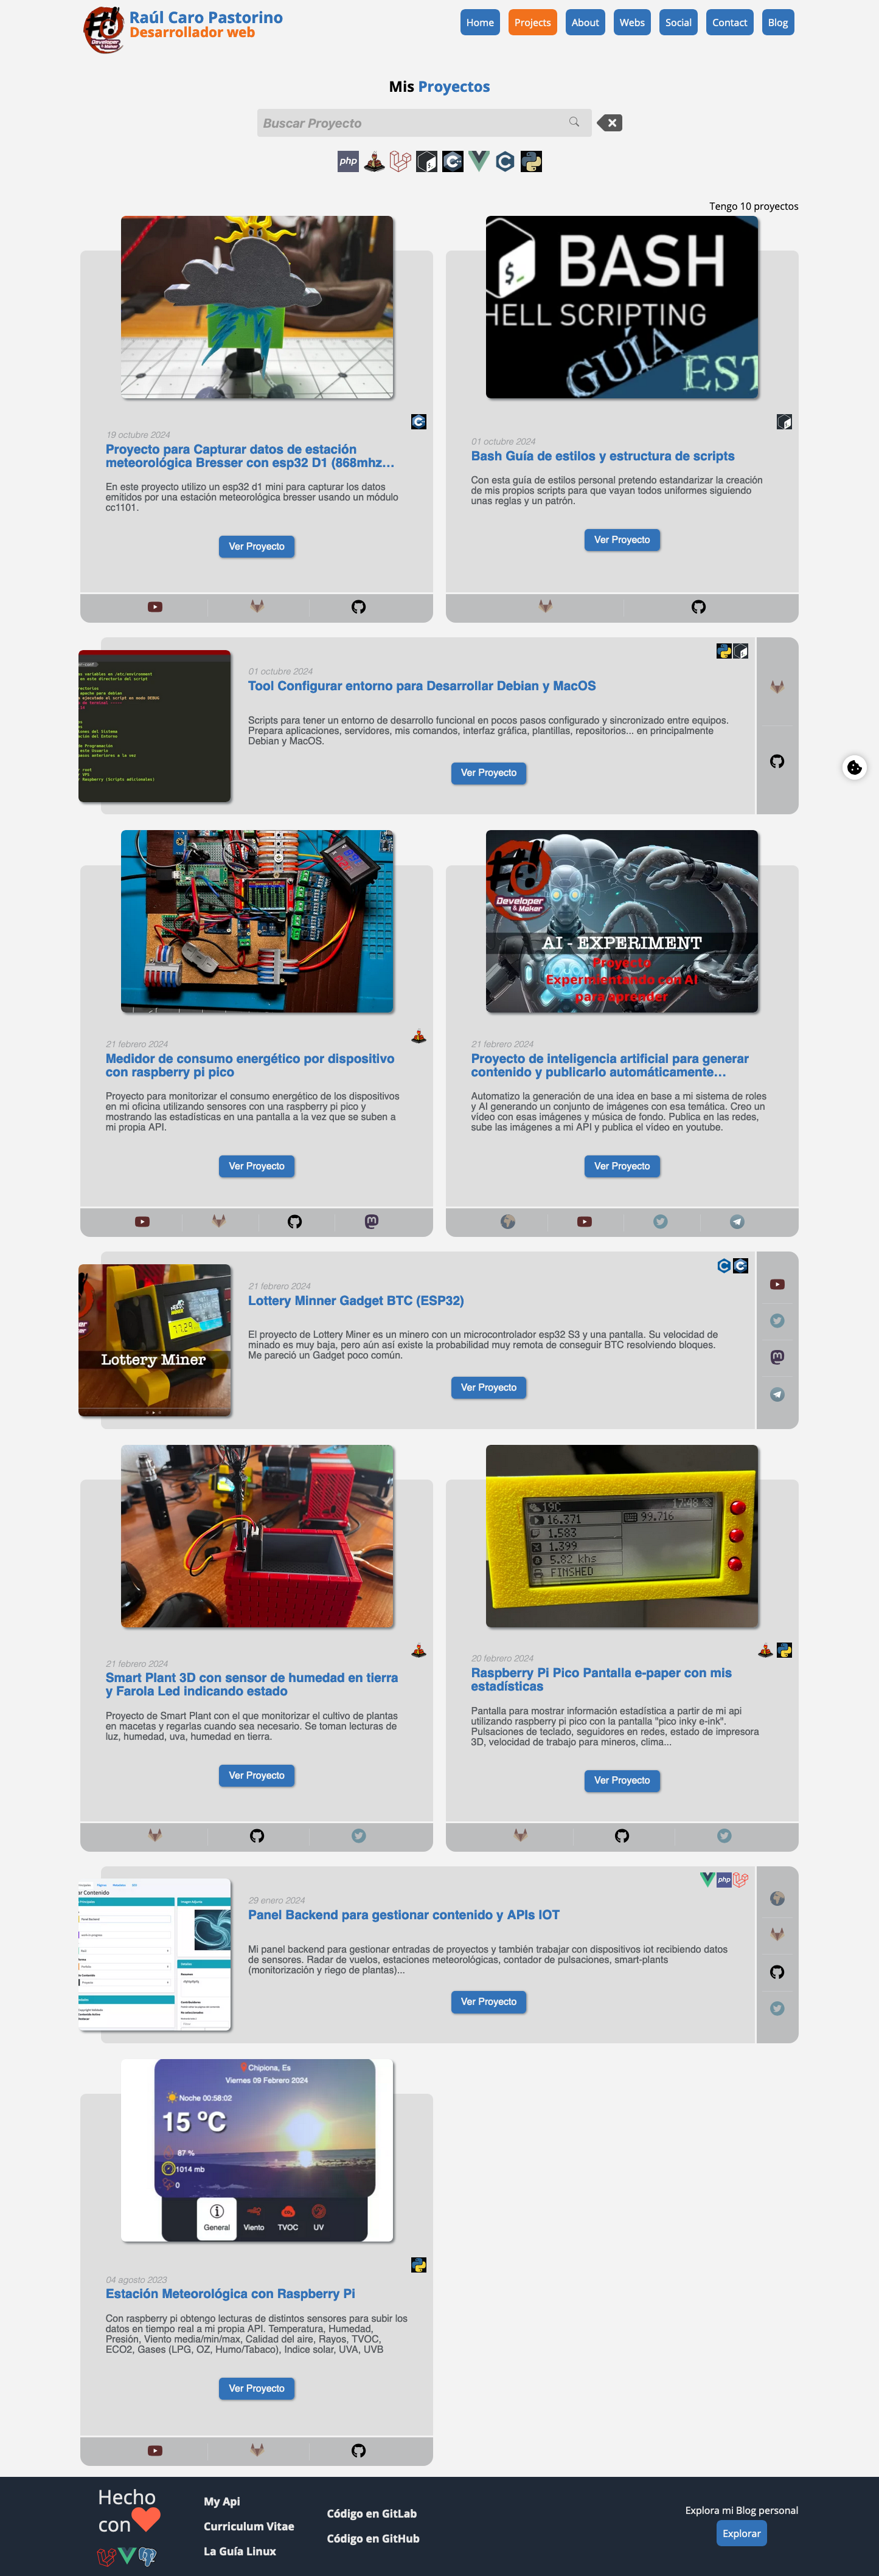 Raúl Caro Pastorino
Desarrollador web
Developer
& Maker
Home
Projects
About
Webs
Social
Contact
Blog
Mis Proyectos
Buscar Proyecto
php
Tengo 10 proyectos
BASH
HELL SCRIPTING
GUÍA
EST
19 octubre 2024
Proyecto para Capturar datos de estación
meteorológica Bresser con esp32 D1 (868mhz...
En este proyecto utilizo un esp32 d1 mini para capturar los datos
emitidos por una estación meteorológica bresser usando un módulo
cc1101.
Ver Proyecto
01 octubre 2024
Bash Guía de estilos y estructura de scripts
Con esta guía de estilos personal pretendo estandarizar la creación
de mis propios scripts para que vayan todos uniformes siguiendo
unas reglas y un patrón.
Ver Proyecto
01 octubre 2024
Tool Configurar entorno para Desarrollar Debian y MacOS
Scripts para tener un entorno de desarrollo funcional en pocos pasos configurado y sincronizado entre equipos.
Prepara aplicaciones, servidores, mis comandos, interfaz gráfica, plantillas, repositorios... en principalmente
Debian y MacOS.
Ver Proyecto
Developer
& Maker
AI - EXPERIMENT
Proyecto
Experimentando con AI
para aprender
21 febrero 2024
Medidor de consumo energético por dispositivo
con raspberry pi pico
Proyecto para monitorizar el consumo energético de los dispositivos
en mi oficina utilizando sensores con una raspberry pi pico y
mostrando las estadísticas en una pantalla a la vez que se suben a
mi propia API.
Ver Proyecto
21 febrero 2024
Proyecto de inteligencia artificial para generar
contenido y publicarlo automáticamente...
Automatizo la generación de una idea en base a mi sistema de roles
y AI generando un conjunto de imágenes con esa temática. Creo un
vídeo con esas imágenes y música de fondo. Publica en las redes,
sube las imágenes a mi API y publica el vídeo en youtube.
Ver Proyecto
Lottery Miner
21 febrero 2024
Lottery Minner Gadget BTC (ESP32)
El proyecto de Lottery Miner es un minero con un microcontrolador esp32 S3 y una pantalla. Su velocidad de
minado es muy baja, pero aún así existe la probabilidad muy remota de conseguir BTC resolviendo bloques.
Me pareció un Gadget poco común.
Ver Proyecto
19C
17:48
16.371
99.716
1.583
1.399
5.82 khs
FINSHED
21 febrero 2024
Smart Plant 3D con sensor de humedad en tierra
y Farola Led indicando estado
Proyecto de Smart Plant con el que monitorizar el cultivo de plantas
en macetas y regarlas cuando sea necesario. Se toman lecturas de
luz, humedad, uva, humedad en tierra.
Ver Proyecto
20 febrero 2024
Raspberry Pi Pico Pantalla e-paper con mis
estadísticas
Pantalla para mostrar información estadística a partir de mi api
utilizando raspberry pi pico con la pantalla "pico inky e-ink".
Pulsaciones de teclado, seguidores en redes, estado de impresora
3D, velocidad de trabajo para mineros, clima...
Ver Proyecto
ar Contenido
php
29 enero 2024
Panel Backend para gestionar contenido y APIs IOT
Mi panel backend para gestionar entradas de proyectos y también trabajar con dispositivos iot recibiendo datos
de sensores. Radar de vuelos, estaciones meteorológicas, contador de pulsaciones, smart-plants
(monitorización y riego de plantas)...
Ver Proyecto
Chipiona, Es
Viernes 09 Febrero 2024
Noche 00:58:02
15 ºC
87 %
1014 mb
0
General
Viento
TVOC
UV
04 agosto 2023
Estación Meteorológica con Raspberry Pi
Con raspberry pi obtengo lecturas de distintos sensores para subir los
datos en tiempo real a mi propia API. Temperatura, Humedad,
Presión, Viento media/min/max, Calidad del aire, Rayos, TVOC,
ECO2, Gases (LPG, OZ, Humo/Tabaco), Indice solar, UVA, UVB
Ver Proyecto
Hecho
con
My Api
Curriculum Vitae
La Guía Linux
Código en GitLab
Código en GitHub
Explora mi Blog personal
Explorar